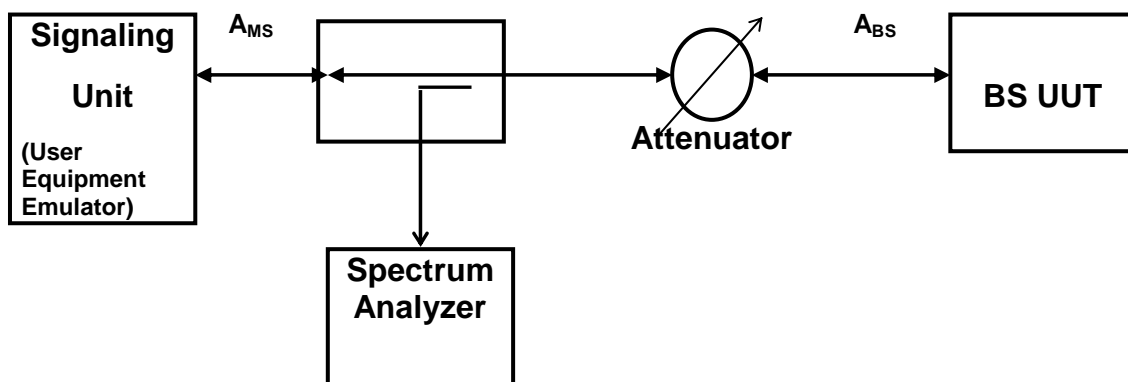 Signaling
Unit
(User
Equipment
Emulator)
AMS
Attenuator
ABS
BS UUT
Spectrum
Analyzer